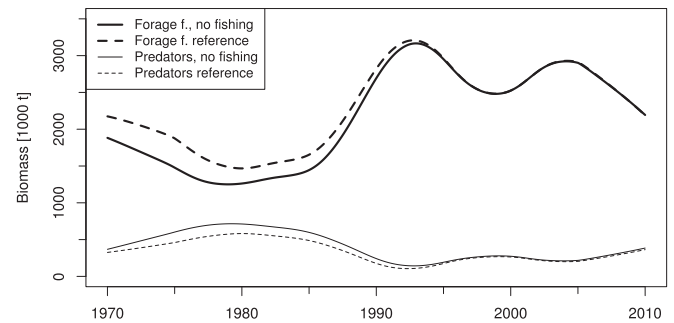 Forage f., no fishing
Forage f. reference
Predators, no fishing
Predators reference
Biomass [1000 t]
3000
2000
1000
0
1970 1980 1990 2000 2010